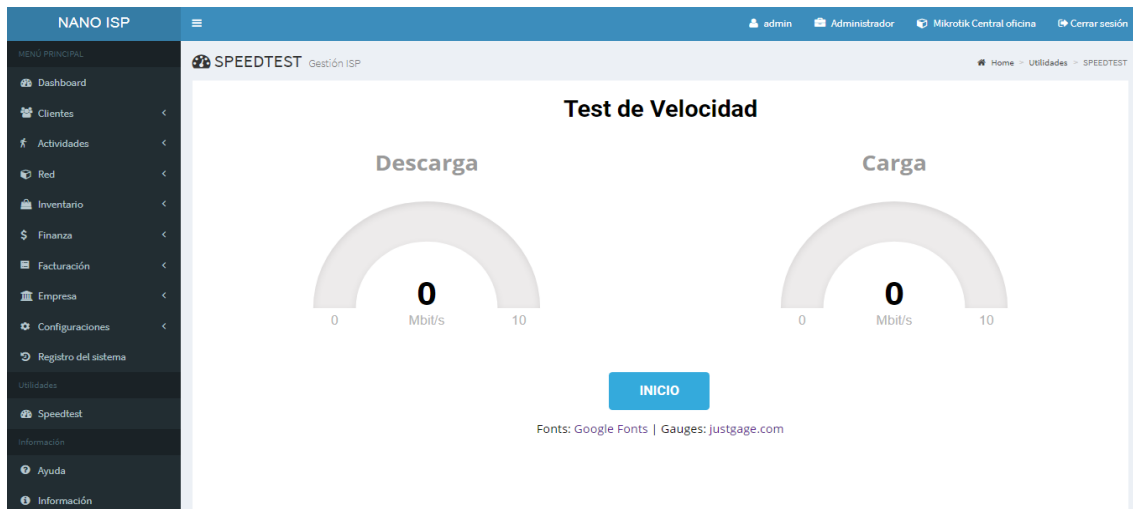 NANO ISP
admin Administrador Mikrotik Central oficina Cerrar sesión
MENÚ PRINCIPAL
Dashboard
Clientes
Actividades
Red
Inventario
Finanza
Facturación
Empresa
Configuraciones
Registro del sistema
Utilidades
Speedtest
Información
Ayuda
Información
SPEEDTEST Gestión ISP
Home > Utilidades > SPEEDTEST
Test de Velocidad
Descarga
0
0 Mbit/s 10
Carga
0
0 Mbit/s 10
INICIO
Fonts: Google Fonts | Gauges: justgage.com